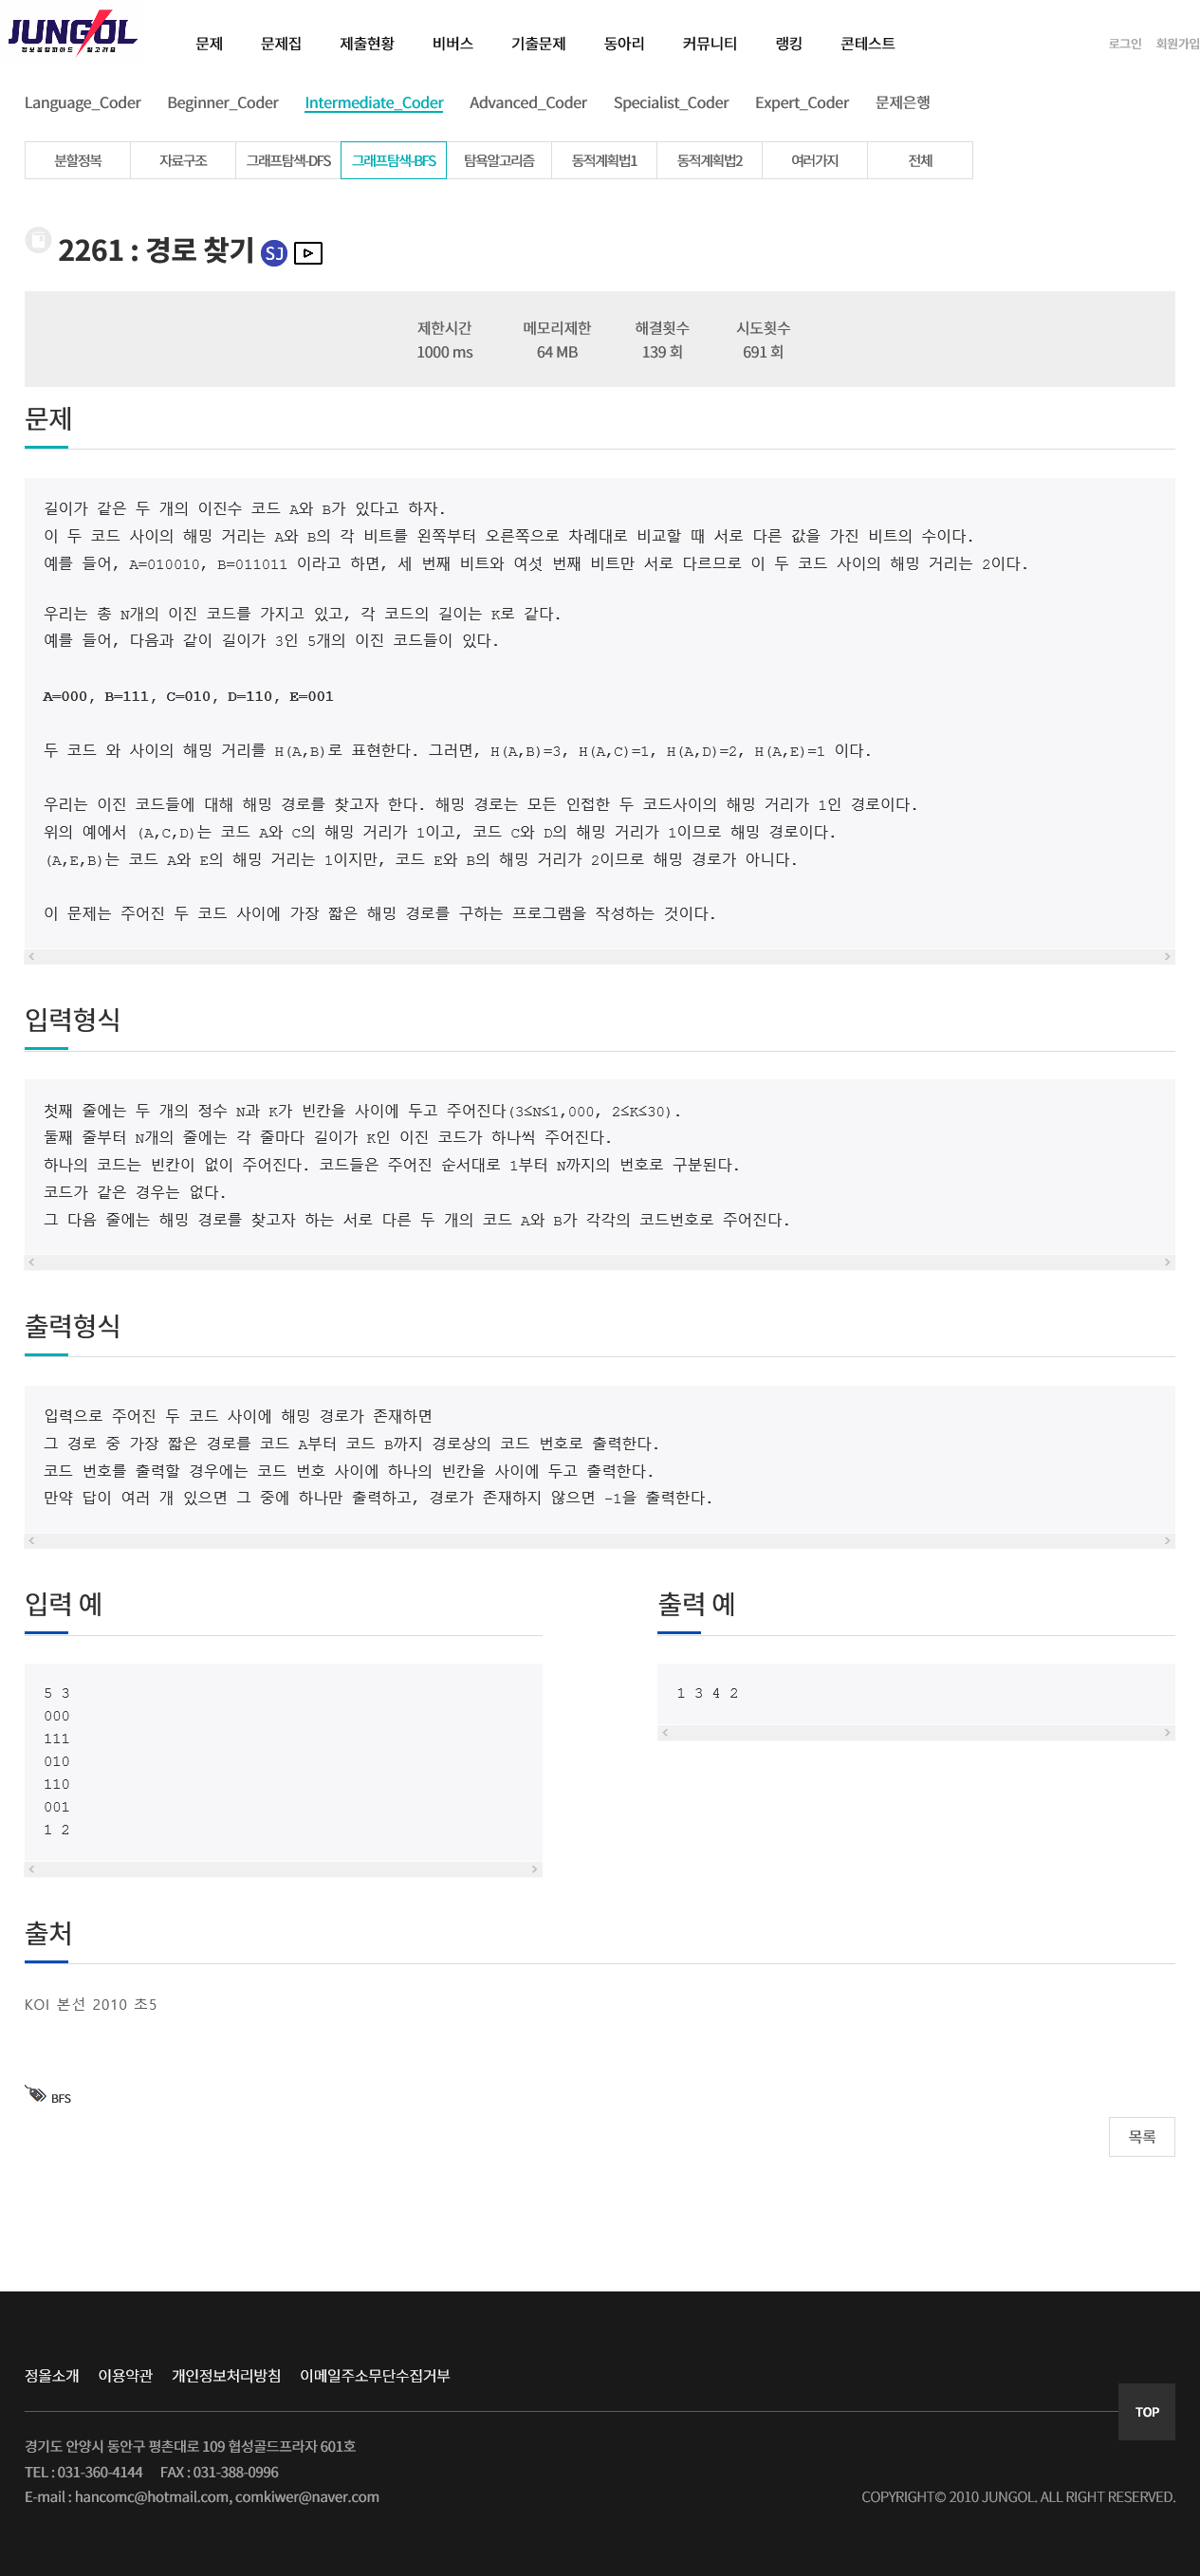 JUNGOL
정보올림피아드 알고리즘
문제 문제집 제출현황 비버스 기출문제 동아리 커뮤니티 랭킹 콘테스트 로그인 회원가입
Language_Coder Beginner_Coder Intermediate_Coder Advanced_Coder Specialist_Coder Expert_Coder 문제은행
분할정복 자료구조 그래프탐색-DFS 그래프탐색-BFS 탐욕알고리즘 동적계획법1 동적계획법2 여러가지 전체
2261 : 경로 찾기 SJ
제한시간 메모리제한 해결횟수 시도횟수
1000 ms 64 MB 139 회 691 회
문제
길이가 같은 두 개의 이진수 코드 A와 B가 있다고 하자.
이 두 코드 사이의 해밍 거리는 A와 B의 각 비트를 왼쪽부터 오른쪽으로 차례대로 비교할 때 서로 다른 값을 가진 비트의 수이다.
예를 들어, A=010010, B=011011 이라고 하면, 세 번째 비트와 여섯 번째 비트만 서로 다르므로 이 두 코드 사이의 해밍 거리는 2이다.
우리는 총 N개의 이진 코드를 가지고 있고, 각 코드의 길이는 K로 같다.
예를 들어, 다음과 같이 길이가 3인 5개의 이진 코드들이 있다.
A=000, B=111, C=010, D=110, E=001
두 코드 와 사이의 해밍 거리를 H(A,B)로 표현한다. 그러면, H(A,B)=3, H(A,C)=1, H(A,D)=2, H(A,E)=1 이다.
우리는 이진 코드들에 대해 해밍 경로를 찾고자 한다. 해밍 경로는 모든 인접한 두 코드사이의 해밍 거리가 1인 경로이다.
위의 예에서 (A,C,D)는 코드 A와 C의 해밍 거리가 1이고, 코드 C와 D의 해밍 거리가 1이므로 해밍 경로이다.
(A,E,B)는 코드 A와 E의 해밍 거리는 1이지만, 코드 E와 B의 해밍 거리가 2이므로 해밍 경로가 아니다.
이 문제는 주어진 두 코드 사이에 가장 짧은 해밍 경로를 구하는 프로그램을 작성하는 것이다.
입력형식
첫째 줄에는 두 개의 정수 N과 K가 빈칸을 사이에 두고 주어진다(3≤N≤1,000, 2≤K≤30).
둘째 줄부터 N개의 줄에는 각 줄마다 길이가 K인 이진 코드가 하나씩 주어진다.
하나의 코드는 빈칸이 없이 주어진다. 코드들은 주어진 순서대로 1부터 N까지의 번호로 구분된다.
코드가 같은 경우는 없다.
그 다음 줄에는 해밍 경로를 찾고자 하는 서로 다른 두 개의 코드 A와 B가 각각의 코드번호로 주어진다.
출력형식
입력으로 주어진 두 코드 사이에 해밍 경로가 존재하면
그 경로 중 가장 짧은 경로를 코드 A부터 코드 B까지 경로상의 코드 번호로 출력한다.
코드 번호를 출력할 경우에는 코드 번호 사이에 하나의 빈칸을 사이에 두고 출력한다.
만약 답이 여러 개 있으면 그 중에 하나만 출력하고, 경로가 존재하지 않으면 -1을 출력한다.
입력 예
5 3
000
111
010
110
001
1 2
출력 예
1 3 4 2
출처
KOI 본선 2010 초5
BFS
목록
정올소개 이용약관 개인정보처리방침 이메일주소무단수집거부
TOP
경기도 안양시 동안구 평촌대로 109 협성골드프라자 601호
TEL : 031-360-4144 FAX : 031-388-0996
E-mail : hancomc@hotmail.com, comkiwer@naver.com
COPYRIGHT© 2010 JUNGOL. ALL RIGHT RESERVED.